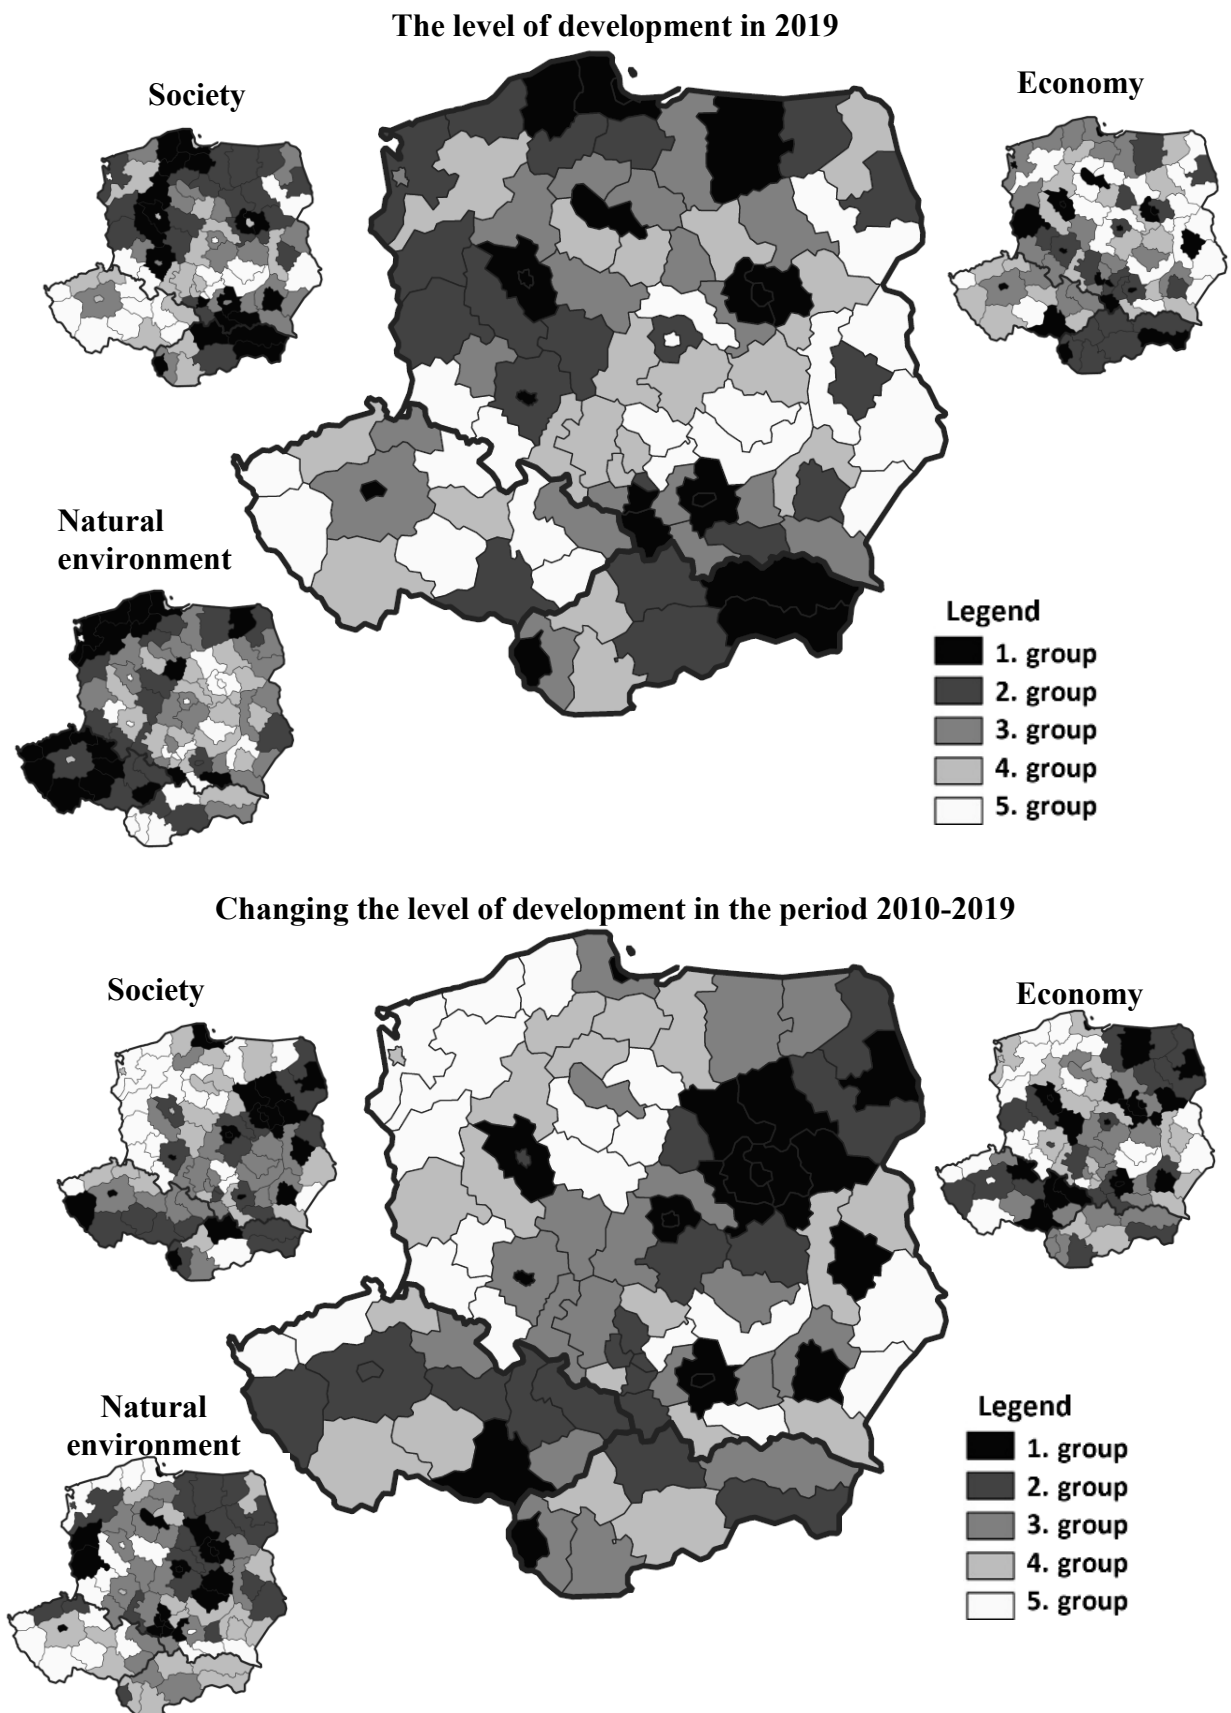 The level of development in 2019
Society
Economy
Natural
environment
Legend
1. group
2. group
3. group
4. group
5. group
Changing the level of development in the period 2010-2019
Society
Economy
Natural
environment
Legend
1. group
2. group
3. group
4. group
5. group